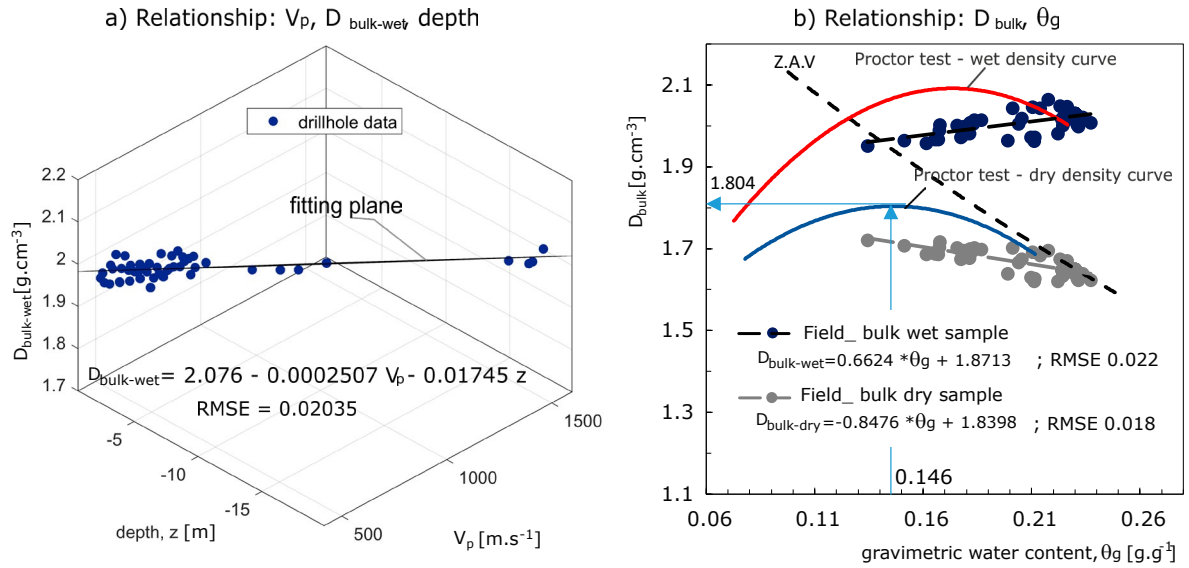 a) Relationship: Vp, D bulk-wet, depth
drillhole data
fitting plane
D bulk-wet [g.cm-3]
2.2
2.1
2
1.9
1.8
1.7
D bulk-wet = 2.076 - 0.0002507 Vp - 0.01745 z
RMSE = 0.02035
-5
-10
-15
depth, z [m]
500
1000
1500
Vp [m.s-1]
b) Relationship: D bulk, θg
Z.A.V
Proctor test - wet density curve
Proctor test - dry density curve
D bulk [g.cm-3]
2.1
1.9
1.7
1.5
1.3
1.1
1.804
Field_ bulk wet sample
D bulk-wet=0.6624 *θg + 1.8713 ; RMSE 0.022
Field_ bulk dry sample
D bulk-dry=-0.8476 *θg + 1.8398 ; RMSE 0.018
0.146
0.06 0.11 0.16 0.21 0.26
gravimetric water content, θg [g.g-1]